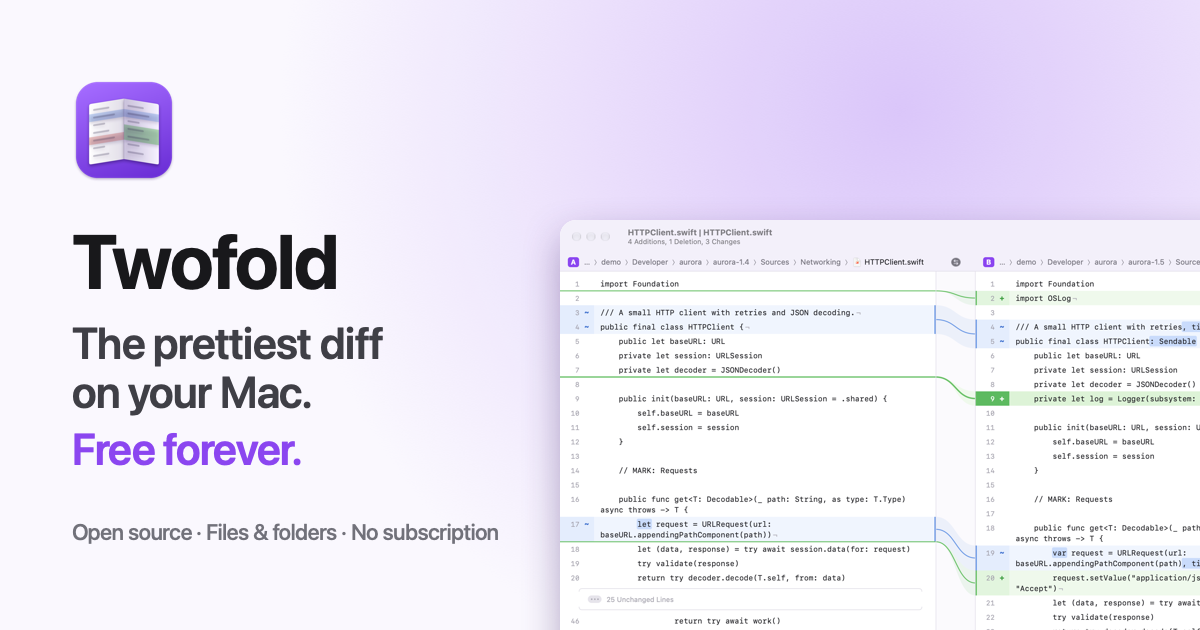 Twofold
The prettiest diff
on your Mac.
Free forever.
Open source · Files & folders · No subscription
HTTPClient.swift | HTTPClient.swift
4 Additions, 1 Deletion, 3 Changes
A ... › demo › Developer › aurora › aurora-1.4 › Sources › Networking › HTTPClient.swift
1 import Foundation
2
3 /// A small HTTP client with retries and JSON decoding.¬
4 public final class HTTPClient {¬
5 public let baseURL: URL
6 private let session: URLSession
7 private let decoder = JSONDecoder()
8
9 public init(baseURL: URL, session: URLSession = .shared) {
10 self.baseURL = baseURL
11 self.session = session
12 }
13
14 // MARK: Requests
15
16 public func get<T: Decodable>(_ path: String, as type: T.Type)
async throws -> T {
17 let request = URLRequest(url:
baseURL.appendingPathComponent(path))¬
18 let (data, response) = try await session.data(for: request)
19 try validate(response)
20 return try decoder.decode(T.self, from: data)
25 Unchanged Lines
46 return try await work()
B ... › demo › Developer › aurora › aurora-1.5 › Source
1 import Foundation
2 + import OSLog¬
3
4 /// A small HTTP client with retries, ti
5 public final class HTTPClient: Sendable
6 public let baseURL: URL
7 private let session: URLSession
8 private let decoder = JSONDecoder()
9 + private let log = Logger(subsystem:
10
11 public init(baseURL: URL, session: U
12 self.baseURL = baseURL
13 self.session = session
14 }
15
16 // MARK: Requests
17
18 public func get<T: Decodable>(_ path
async throws -> T {
19 var request = URLRequest(url:
baseURL.appendingPathComponent(path), ti
20 + request.setValue("application/js
"Accept")¬
21 let (data, response) = try await
22 try validate(response)